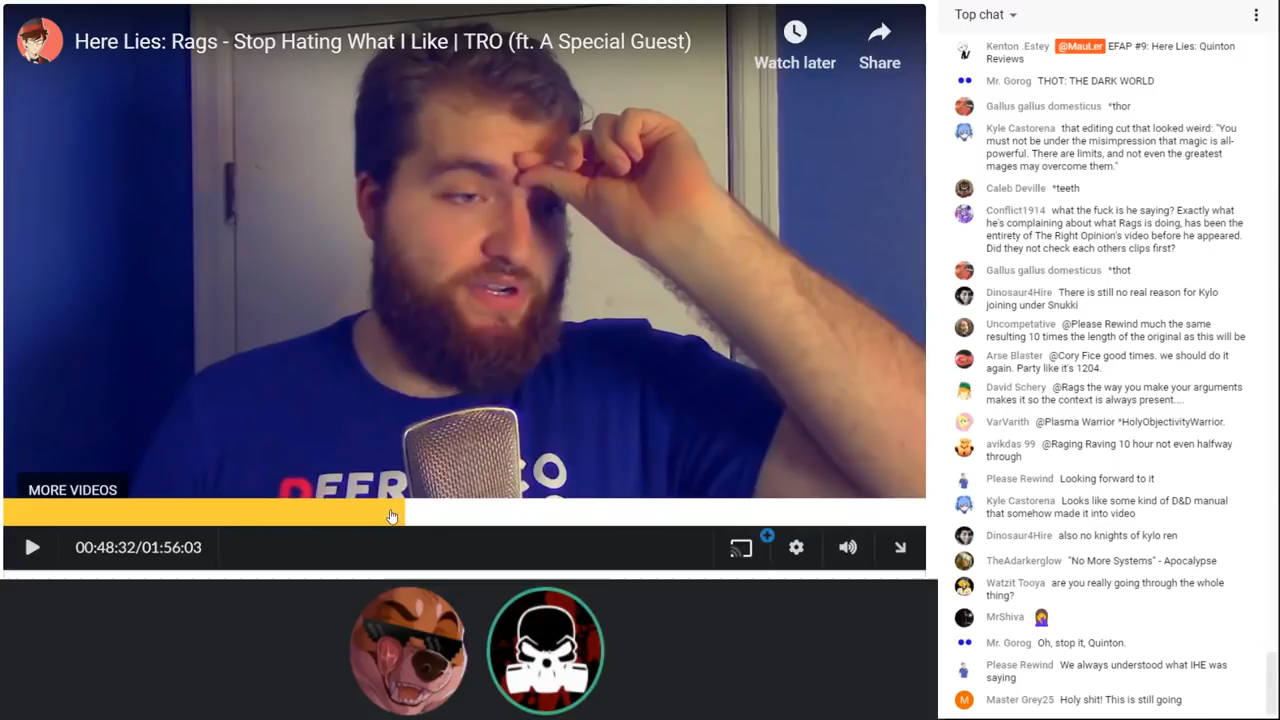 Here Lies: Rags - Stop Hating What I Like | TRO (ft. A Special Guest)
Watch later
Share
MORE VIDEOS
00:48:32/01:56:03
Top chat
Kenton .Estey @MauLer EFAP #9: Here Lies: Quinton
Reviews
Mr. Gorog THOT: THE DARK WORLD
Gallus gallus domesticus *thor
Kyle Castorena that editing cut that looked weird: "You
must not be under the misimpression that magic is all-
powerful. There are limits, and not even the greatest
mages may overcome them."
Caleb Deville *teeth
Conflict1914 what the fuck is he saying? Exactly what
he's complaining about what Rags is doing, has been the
entirety of The Right Opinion's video before he appeared.
Did they not check each others clips first?
Gallus gallus domesticus *thot
Dinosaur4Hire There is still no real reason for Kylo
joining under Snukki
Uncompetative @Please Rewind much the same
resulting 10 times the length of the original as this will be
Arse Blaster @Cory Fice good times. we should do it
again. Party like it's 1204.
David Schery @Rags the way you make your arguments
makes it so the context is always present....
VarVarith @Plasma Warrior *HolyObjectivityWarrior.
avikdas 99 @Raging Raving 10 hour not even halfway
through
Please Rewind Looking forward to it
Kyle Castorena Looks like some kind of D&D manual
that somehow made it into video
Dinosaur4Hire also no knights of kylo ren
TheAdarkerglow "No More Systems" - Apocalypse
Watzit Tooya are you really going through the whole
thing?
MrShiva
Mr. Gorog Oh, stop it, Quinton.
Please Rewind We always understood what IHE was
saying
M Master Grey25 Holy shit! This is still going